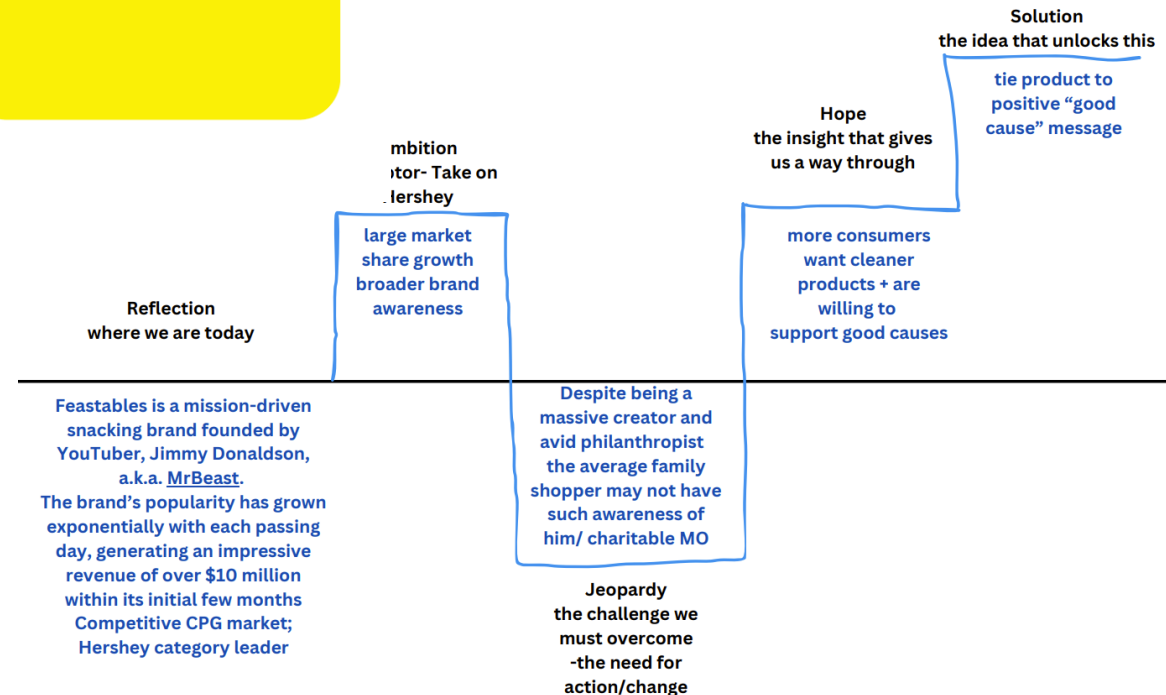 Reflection
where we are today
Feastables is a mission-driven
snacking brand founded by
YouTuber, Jimmy Donaldson,
a.k.a. MrBeast.
The brand’s popularity has grown
exponentially with each passing
day, generating an impressive
revenue of over $10 million
within its initial few months
Competitive CPG market;
Hershey category leader
mbition
tor- Take on
Hershey
large market
share growth
broader brand
awareness
Despite being a
massive creator and
avid philanthropist
the average family
shopper may not have
such awareness of
him/ charitable MO
Jeopardy
the challenge we
must overcome
-the need for
action/change
Hope
the insight that gives
us a way through
more consumers
want cleaner
products + are
willing to
support good causes
Solution
the idea that unlocks this
tie product to
positive “good
cause” message